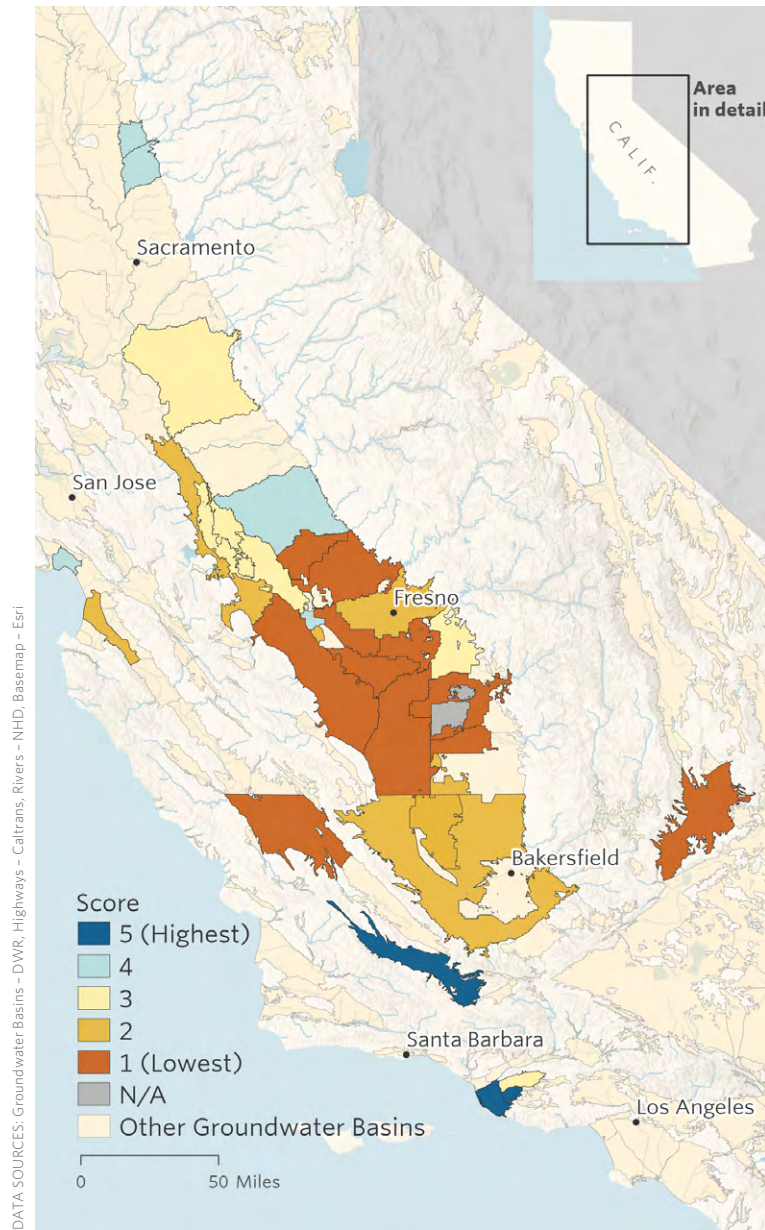 Area
in detail
CALIF.
Sacramento
San Jose
Fresno
Bakersfield
Santa Barbara
Los Angeles
Score
5 (Highest)
4
3
2
1 (Lowest)
N/A
Other Groundwater Basins
0 50 Miles
DATA SOURCES: Groundwater Basins – DWR, Highways – Caltrans, Rivers – NHD, Basemap – Esri